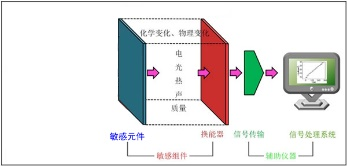 化学变化、物理变化
电
光
热
声
质量
敏感元件
换能器
信号传输
信号处理系统
敏感组件
辅助仪器